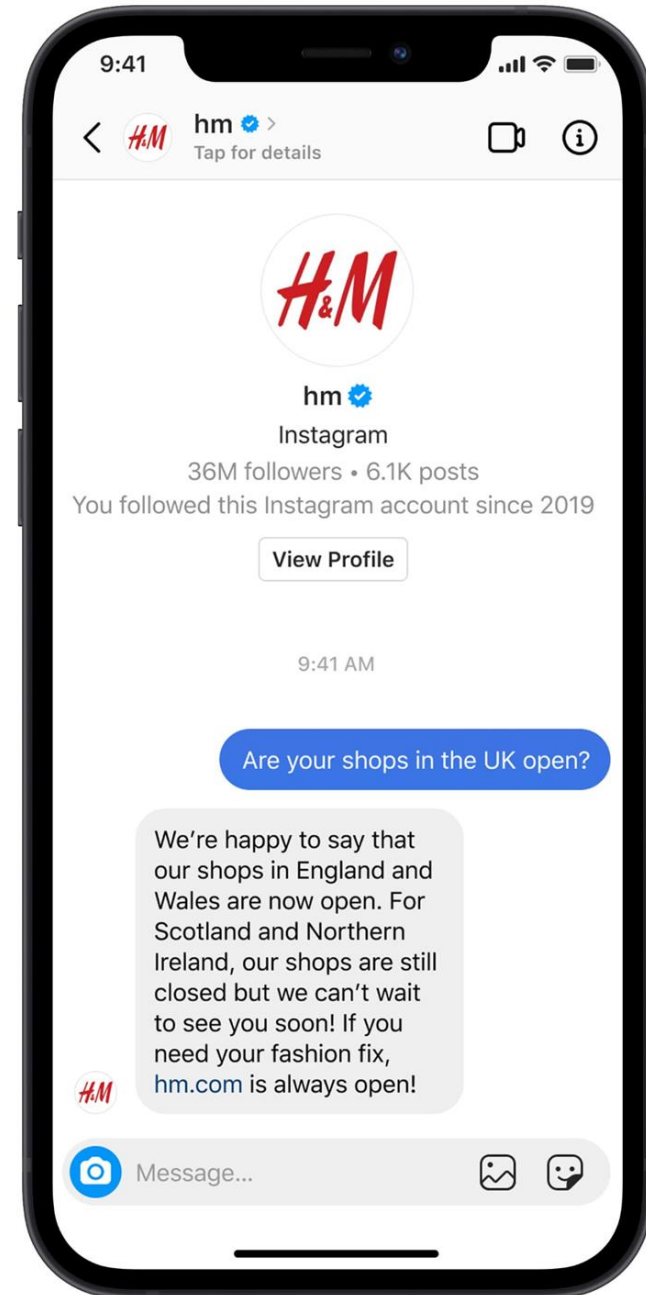 9:41
H&M
hm
Tap for details
H&M
hm
Instagram
36M followers • 6.1K posts
You followed this Instagram account since 2019
View Profile
9:41 AM
Are your shops in the UK open?
We’re happy to say that
our shops in England and
Wales are now open. For
Scotland and Northern
Ireland, our shops are still
closed but we can’t wait
to see you soon! If you
need your fashion fix,
hm.com is always open!
H&M
Message...